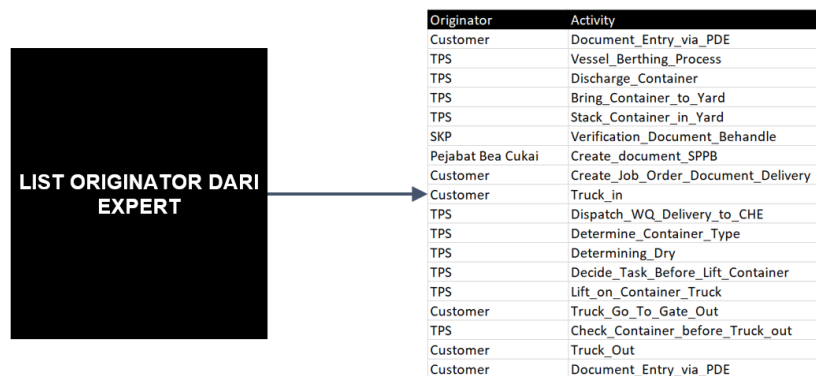 LIST ORIGINATOR DARI
EXPERT
Originator Activity
Customer Document_Entry_via_PDE
TPS Vessel_Berthing_Process
TPS Discharge_Container
TPS Bring_Container_to_Yard
TPS Stack_Container_in_Yard
SKP Verification_Document_Behandle
Pejabat Bea Cukai Create_document_SPPB
Customer Create_Job_Order_Document_Delivery
Customer Truck_in
TPS Dispatch_WQ_Delivery_to_CHE
TPS Determine_Container_Type
TPS Determining_Dry
TPS Decide_Task_Before_Lift_Container
TPS Lift_on_Container_Truck
Customer Truck_Go_To_Gate_Out
TPS Check_Container_before_Truck_out
Customer Truck_Out
Customer Document_Entry_via_PDE